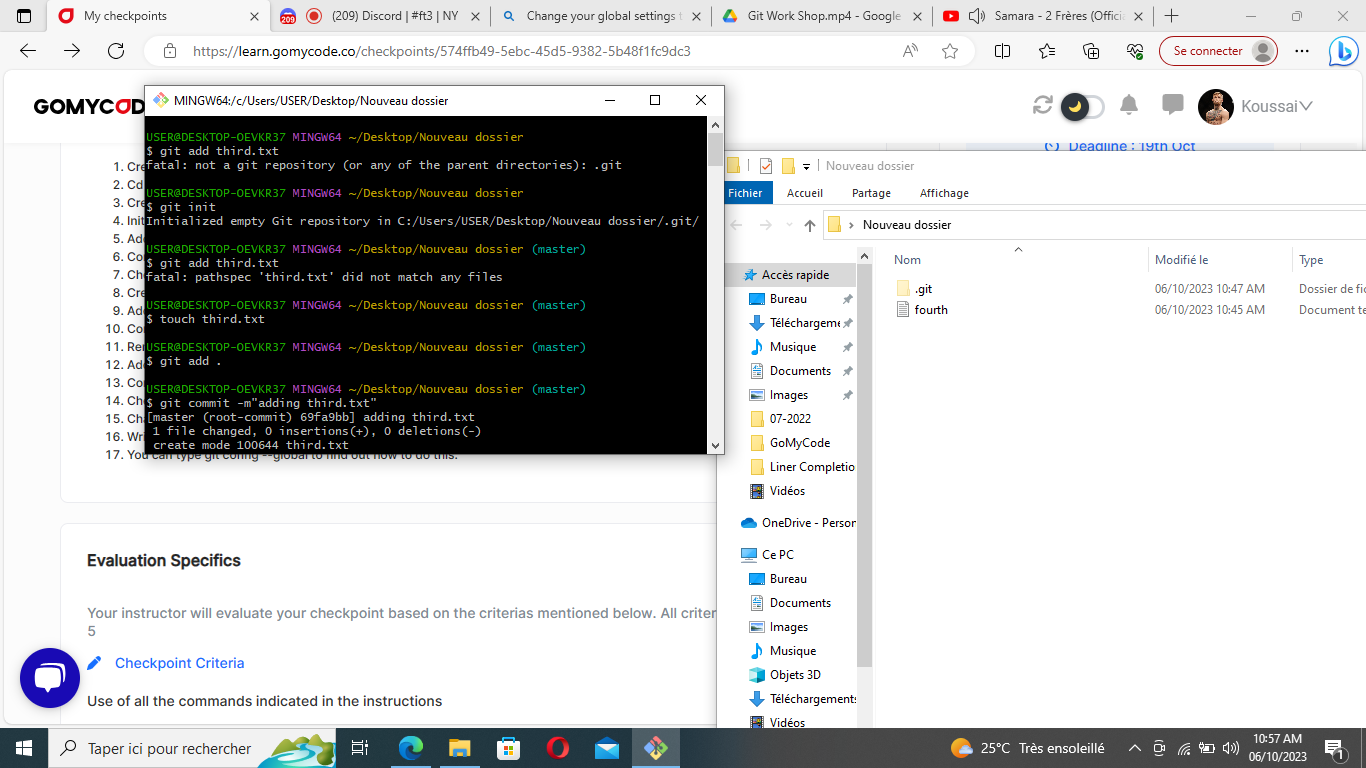 My checkpoints
209
(209) Discord | #ft3 | NY
Change your global settings
Git Work Shop.mp4 - Google
Samara - 2 Frères (Offici
https://learn.gomycode.co/checkpoints/574ffb49-5ebc-45d5-9382-5b48f1fc9dc3
Se connecter
GOMYCOD
Koussai
Deadline : 19th Oct
MINGW64:/c/Users/USER/Desktop/Nouveau dossier
USER@DESKTOP-OEVKR37 MINGW64 ~/Desktop/Nouveau dossier
$ git add third.txt
fatal: not a git repository (or any of the parent directories): .git
USER@DESKTOP-OEVKR37 MINGW64 ~/Desktop/Nouveau dossier
$ git init
Initialized empty Git repository in C:/Users/USER/Desktop/Nouveau dossier/.git/
USER@DESKTOP-OEVKR37 MINGW64 ~/Desktop/Nouveau dossier (master)
$ git add third.txt
fatal: pathspec 'third.txt' did not match any files
USER@DESKTOP-OEVKR37 MINGW64 ~/Desktop/Nouveau dossier (master)
$ touch third.txt
USER@DESKTOP-OEVKR37 MINGW64 ~/Desktop/Nouveau dossier (master)
$ git add .
USER@DESKTOP-OEVKR37 MINGW64 ~/Desktop/Nouveau dossier (master)
$ git commit -m"adding third.txt"
[master (root-commit) 69fa9bb] adding third.txt
1 file changed, 0 insertions(+), 0 deletions(-)
create mode 100644 third.txt
1. Cre
2. Cd
3. Cre
4. Init
5. Ad
6. Co
7. Ch
8. Cre
9. Ad
10. Co
11. Re
12. Ad
13. Co
14. Ch
15. Ch
16. Wri
17. You can type git config --global to find out how to do this.
Evaluation Specifics
Your instructor will evaluate your checkpoint based on the criterias mentioned below. All criter
5
Checkpoint Criteria
Use of all the commands indicated in the instructions
Nouveau dossier
Fichier
Accueil
Partage
Affichage
Nouveau dossier
Nom
Modifié le
Type
.git
06/10/2023 10:47 AM
Dossier de fic
fourth
06/10/2023 10:45 AM
Document te
Accès rapide
Bureau
Téléchargeme
Musique
Documents
Images
07-2022
GoMyCode
Liner Completio
Vidéos
OneDrive - Person
Ce PC
Bureau
Documents
Images
Musique
Objets 3D
Téléchargements
Vidéos
Taper ici pour rechercher
25°C Très ensoleillé
10:57 AM
06/10/2023
1